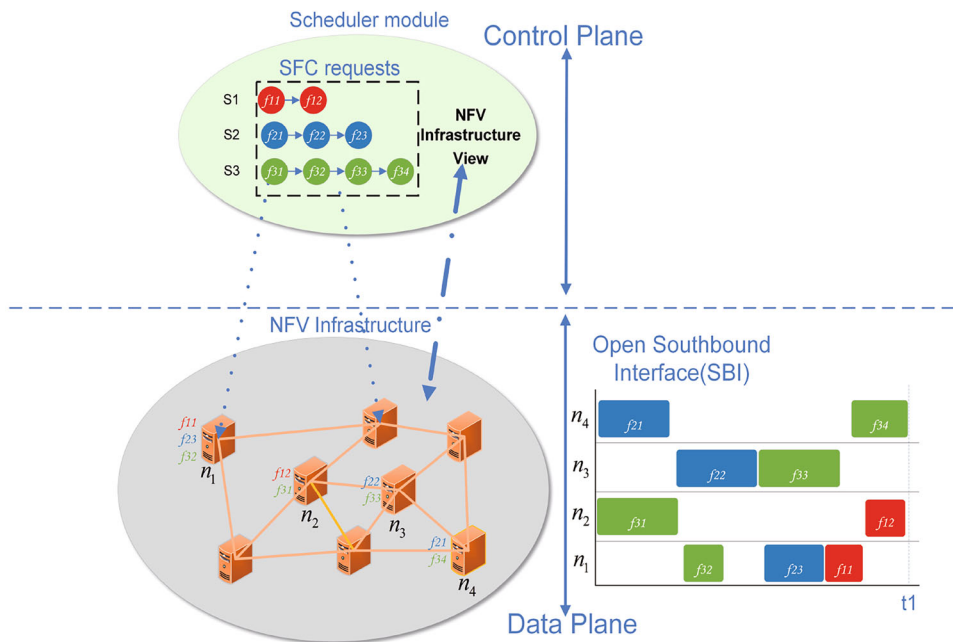 Scheduler module
Control Plane
SFC requests
S1 f11 f12
S2 f21 f22 f23
S3 f31 f32 f33 f34
NFV
Infrastructure
View
NFV Infrastructure
f11
f23
f32
n1
f12
f31
n2
f22
f33
n3
f21
f34
n4
Data Plane
Open Southbound
Interface(SBI)
n4 f21 f34
n3 f22 f33
n2 f31 f12
n1 f32 f23 f11
t1